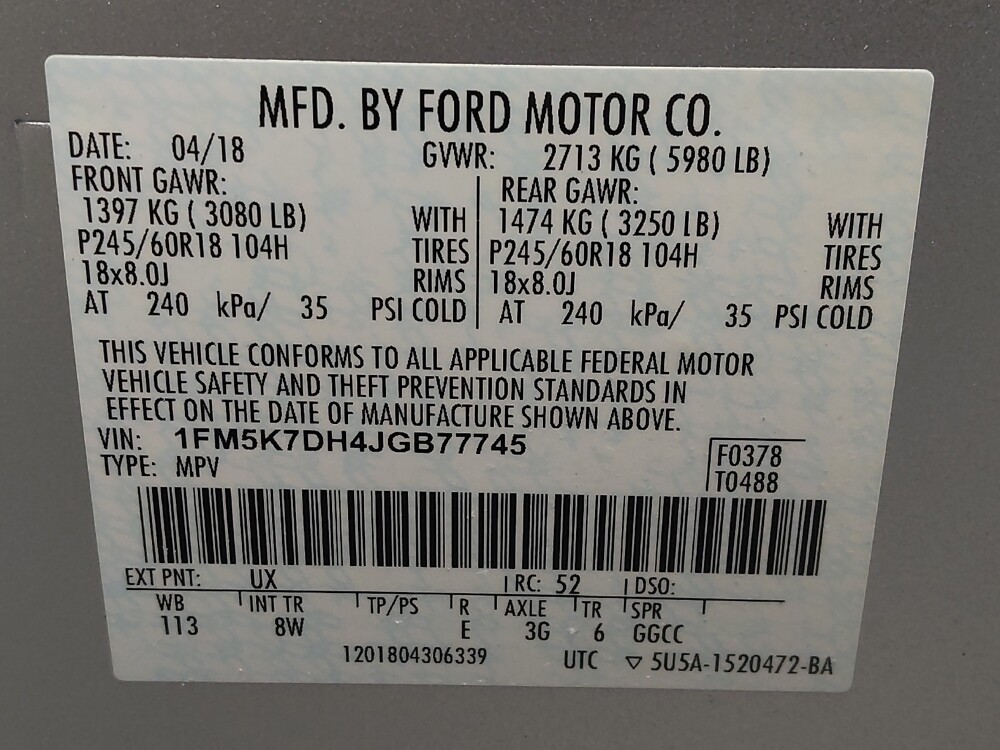 MFD. BY FORD MOTOR CO.
DATE: 04/18 GVWR: 2713 KG ( 5980 LB)
FRONT GAWR: REAR GAWR:
1397 KG ( 3080 LB) WITH 1474 KG ( 3250 LB) WITH
P245/60R18 104H TIRES P245/60R18 104H TIRES
18x8.0J RIMS 18x8.0J RIMS
AT 240 kPa/ 35 PSI COLD AT 240 kPa/ 35 PSI COLD
THIS VEHICLE CONFORMS TO ALL APPLICABLE FEDERAL MOTOR
VEHICLE SAFETY AND THEFT PREVENTION STANDARDS IN
EFFECT ON THE DATE OF MANUFACTURE SHOWN ABOVE.
VIN: 1FM5K7DH4JGB77745 F0378
TYPE: MPV T0488
EXT PNT: UX RC: 52 DSO:
WB INT TR TP/PS R AXLE TR SPR
113 8W E 3G 6 GGCC
1201804306339 UTC ▽ 5U5A-1520472-BA